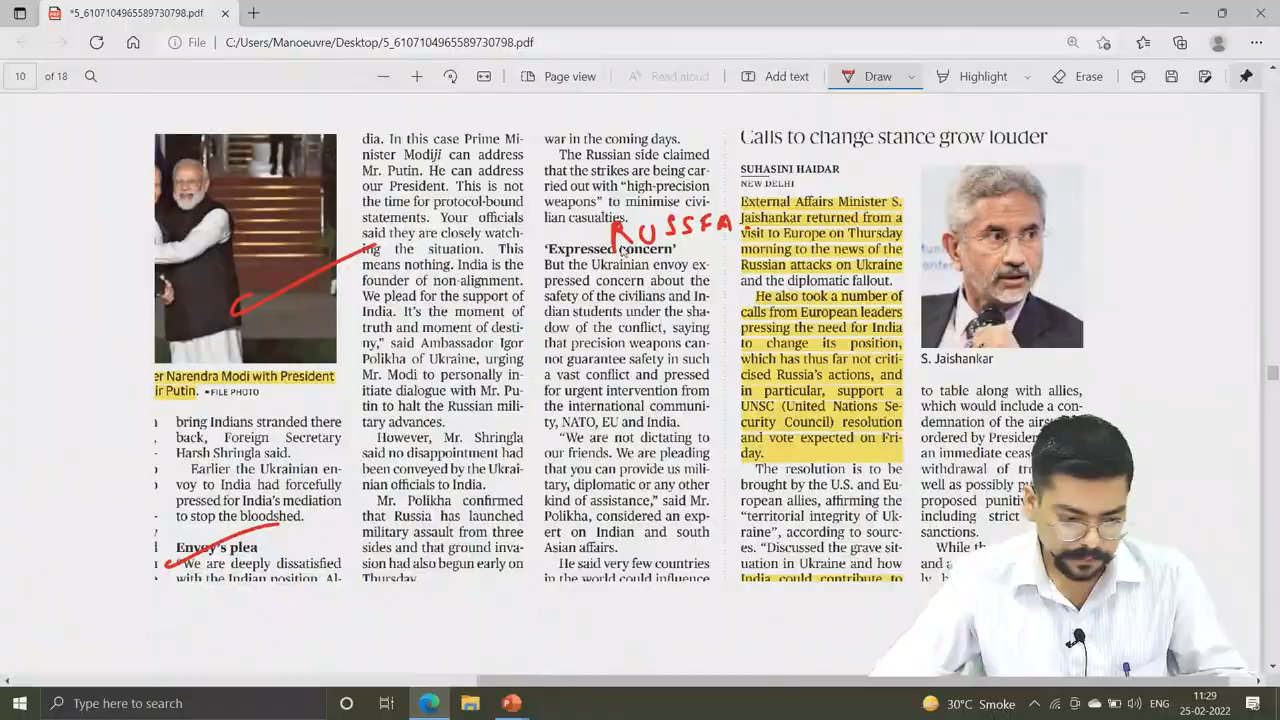 *5_6107104965589730798.pdf
File
C:/Users/Manoeuvre/Desktop/5_6107104965589730798.pdf
10 of 18
Page view
Read aloud
Add text
Draw
Highlight
Erase
er Narendra Modi with President
ir Putin. • FILE PHOTO
bring Indians stranded there
back, Foreign Secretary
Harsh Shringla said.
Earlier the Ukrainian en-
voy to India had forcefully
pressed for India's mediation
to stop the bloodshed.
Envoy's plea
"We are deeply dissatisfied
with the Indian position. Al-
dia. In this case Prime Mi-
nister Modiji can address
Mr. Putin. He can address
our President. This is not
the time for protocol-bound
statements. Your officials
said they are closely watch-
ing the situation. This
means nothing. India is the
founder of non-alignment.
We plead for the support of
India. It's the moment of
truth and moment of desti-
ny," said Ambassador Igor
Polikha of Ukraine, urging
Mr. Modi to personally in-
itiate dialogue with Mr. Pu-
tin to halt the Russian mili-
tary advances.
However, Mr. Shringla
said no disappointment had
been conveyed by the Ukrai-
nian officials to India.
Mr. Polikha confirmed
that Russia has launched
military assault from three
sides and that ground inva-
sion had also begun early on
Thursday.
war in the coming days.
The Russian side claimed
that the strikes are being car-
ried out with "high-precision
weapons" to minimise civi-
lian casualties.
RUSSFA
'Expressed concern'
But the Ukrainian envoy ex-
pressed concern about the
safety of the civilians and In-
dian students under the sha-
dow of the conflict, saying
that precision weapons can-
not guarantee safety in such
a vast conflict and pressed
for urgent intervention from
the international communi-
ty, NATO, EU and India.
"We are not dictating to
our friends. We are pleading
that you can provide us mili-
tary, diplomatic or any other
kind of assistance," said Mr.
Polikha, considered an exp-
ert on Indian and south
Asian affairs.
He said very few countries
in the world could influence
Calls to change stance grow louder
SUHASINI HAIDAR
NEW DELHI
External Affairs Minister S.
Jaishankar returned from a
visit to Europe on Thursday
morning to the news of the
Russian attacks on Ukraine
and the diplomatic fallout.
He also took a number of
calls from European leaders
pressing the need for India
to change its position,
which has thus far not criti-
cised Russia's actions, and
in particular, support a
UNSC (United Nations Se-
curity Council) resolution
and vote expected on Fri-
day.
The resolution is to be
brought by the U.S. and Eu-
ropean allies, affirming the
"territorial integrity of Uk-
raine", according to sourc-
es. "Discussed the grave sit-
uation in Ukraine and how
India could contribute to
S. Jaishankar
to table along with allies,
which would include a con-
demnation of the
ordered by
an immediate
withdrawal of
well as possibly
proposed
including strict
sanctions.
While
and a
ly
Type here to search
30°C Smoke
ENG
11:29
25-02-2022